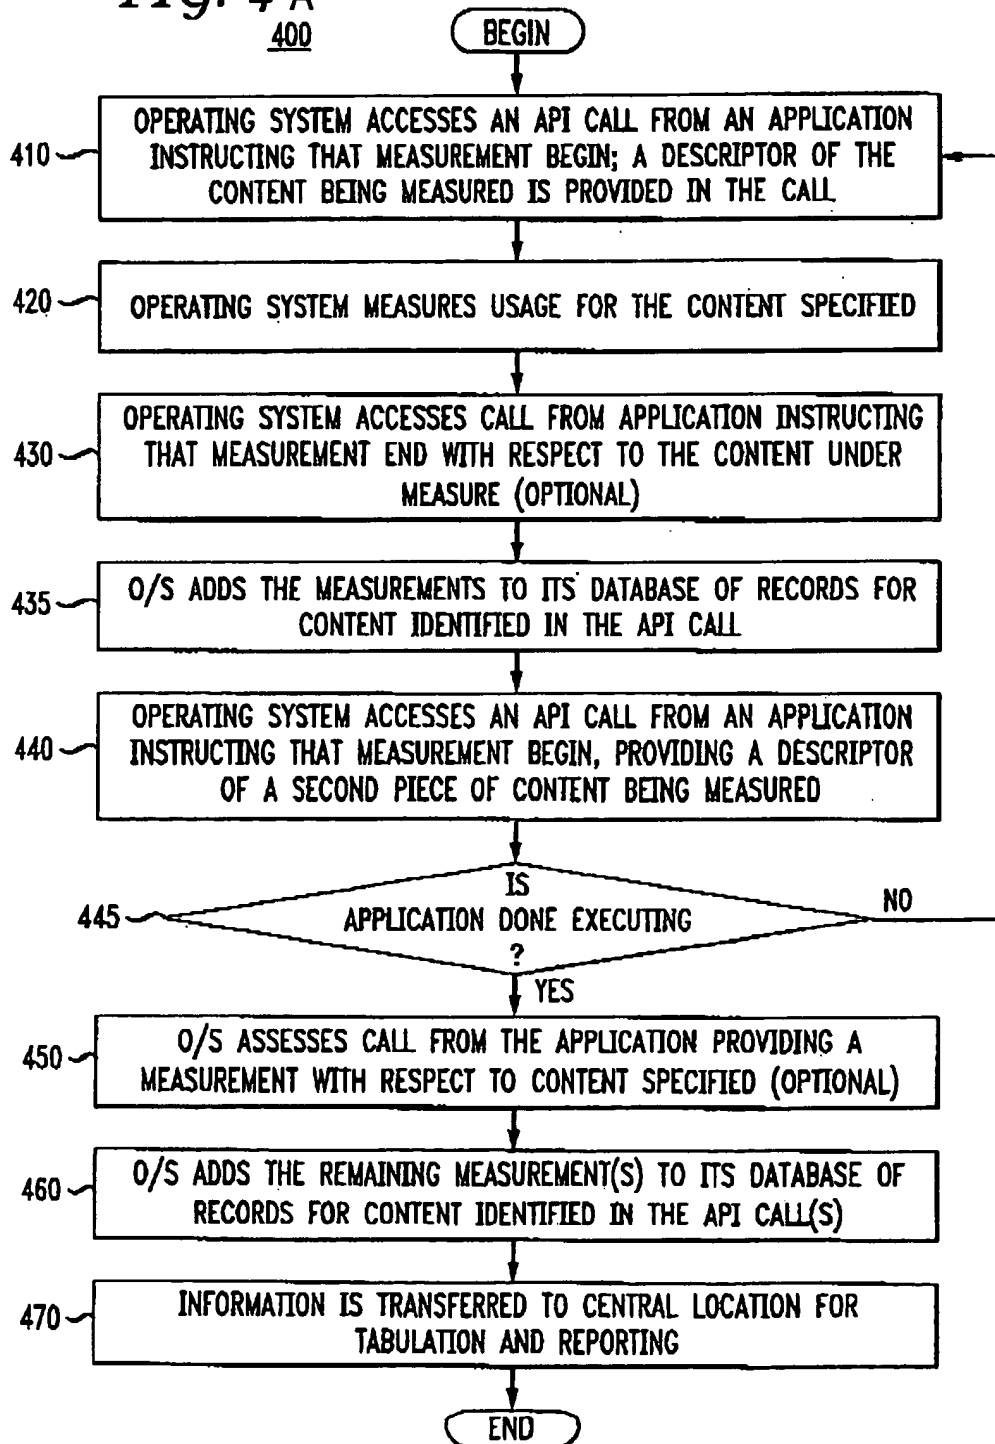 Fig. 4A
400
BEGIN
410
OPERATING SYSTEM ACCESSES AN API CALL FROM AN APPLICATION
INSTRUCTING THAT MEASUREMENT BEGIN; A DESCRIPTOR OF THE
CONTENT BEING MEASURED IS PROVIDED IN THE CALL
420
OPERATING SYSTEM MEASURES USAGE FOR THE CONTENT SPECIFIED
430
OPERATING SYSTEM ACCESSES CALL FROM APPLICATION INSTRUCTING
THAT MEASUREMENT END WITH RESPECT TO THE CONTENT UNDER
MEASURE (OPTIONAL)
435
O/S ADDS THE MEASUREMENTS TO ITS DATABASE OF RECORDS FOR
CONTENT IDENTIFIED IN THE API CALL
440
OPERATING SYSTEM ACCESSES AN API CALL FROM AN APPLICATION
INSTRUCTING THAT MEASUREMENT BEGIN, PROVIDING A DESCRIPTOR
OF A SECOND PIECE OF CONTENT BEING MEASURED
445
IS
APPLICATION DONE EXECUTING
?
NO
YES
450
O/S ASSESSES CALL FROM THE APPLICATION PROVIDING A
MEASUREMENT WITH RESPECT TO CONTENT SPECIFIED (OPTIONAL)
460
O/S ADDS THE REMAINING MEASUREMENT(S) TO ITS DATABASE OF
RECORDS FOR CONTENT IDENTIFIED IN THE API CALL(S)
470
INFORMATION IS TRANSFERRED TO CENTRAL LOCATION FOR
TABULATION AND REPORTING
END